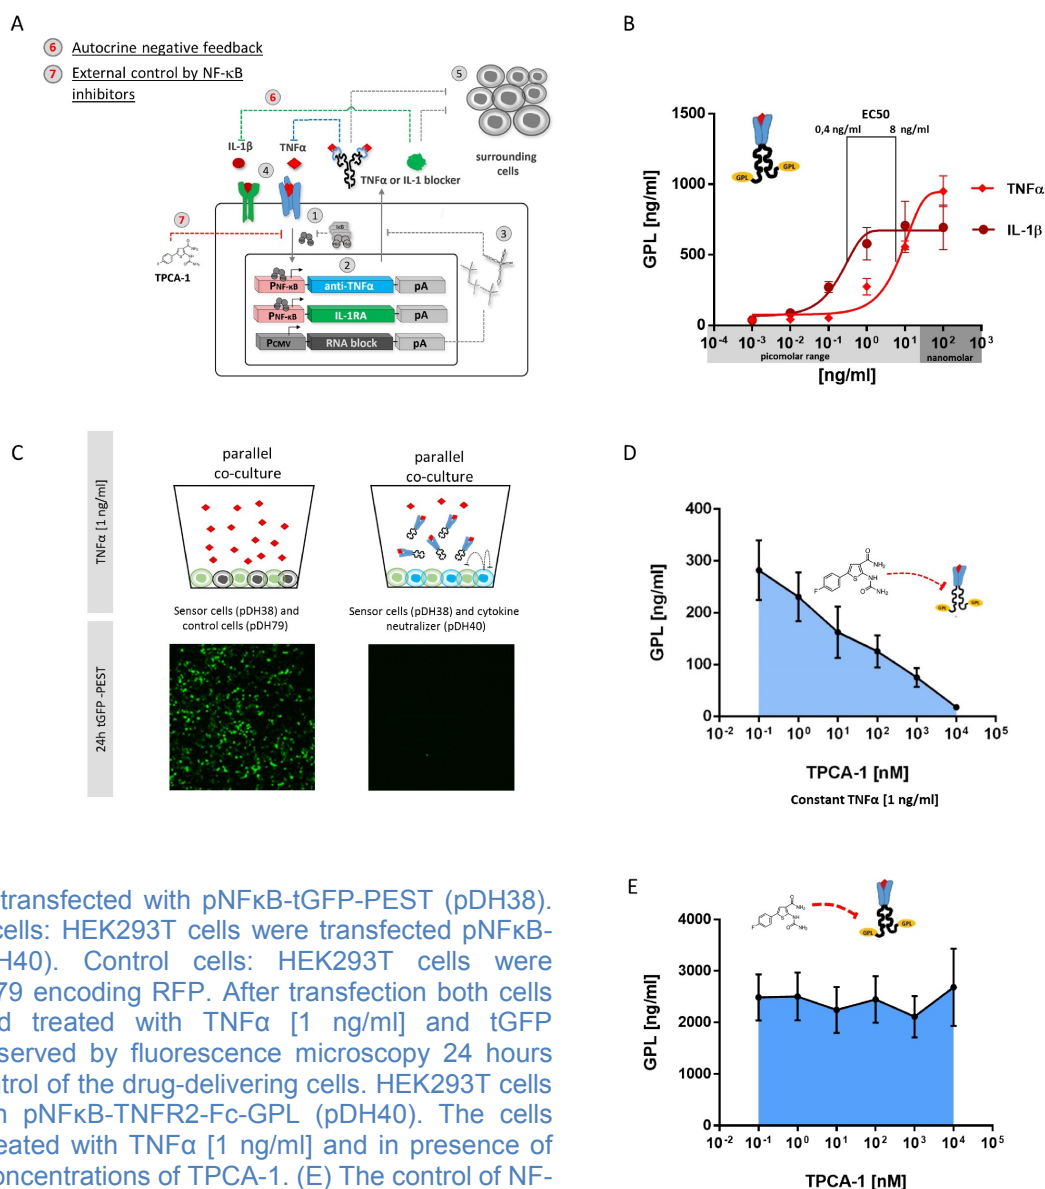 A
6 Autocrine negative feedback
7 External control by NF-κB
inhibitors
6
5
IL-1β
TNFα
4
TNFα or IL-1 blocker
surrounding
cells
7
TPCA-1
1
IκB
3
2
PNF-κB anti-TNFα pA
PNF-κB IL-1RA pA
PCMV RNA block pA
B
1500
1000
500
0
GPL [ng/ml]
EC50
0,4 ng/ml 8 ng/ml
GPL GPL
TNFα
IL-1β
10-4 10-3 10-2 10-1 100 101 102 103
picomolar range nanomolar
[ng/ml]
C
TNFα [1 ng/ml]
parallel
co-culture
parallel
co-culture
Sensor cells (pDH38) and
control cells (pDH79)
Sensor cells (pDH38) and cytokine
neutralizer (pDH40)
24h tGFP -PEST
D
400
300
200
100
0
GPL [ng/ml]
F
O
NH2
S
NH
O
NH2
GPL GPL
10-2 10-1 100 101 102 103 104 105
TPCA-1 [nM]
Constant TNFα [1 ng/ml]
transfected with pNFκB-tGFP-PEST (pDH38).
cells: HEK293T cells were transfected pNFκB-
H40). Control cells: HEK293T cells were
79 encoding RFP. After transfection both cells
d treated with TNFα [1 ng/ml] and tGFP
served by fluorescence microscopy 24 hours
ntrol of the drug-delivering cells. HEK293T cells
n pNFκB-TNFR2-Fc-GPL (pDH40). The cells
eated with TNFα [1 ng/ml] and in presence of
oncentrations of TPCA-1. (E) The control of NF-
E
4000
3000
2000
1000
0
GPL [ng/ml]
GPL GPL
10-2 10-1 100 101 102 103 104 105
TPCA-1 [nM]